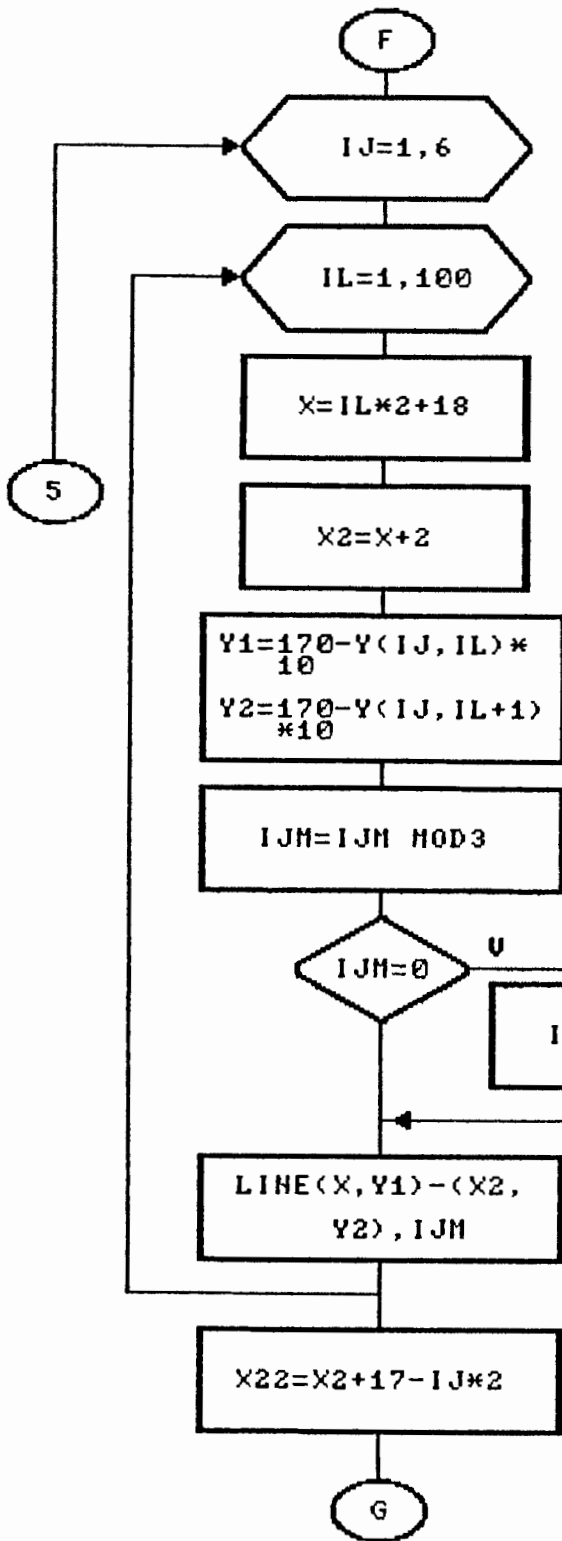 F
IJ=1,6
IL=1,100
X=IL*2+18
5
X2=X+2
Y1=170-Y(IJ,IL)*
10
Y2=170-Y(IJ,IL+1)
*10
IJM=IJM MOD3
IJM=0
V
I
LINE(X,Y1)-(X2,
Y2),IJM
X22=X2+17-IJ*2
G